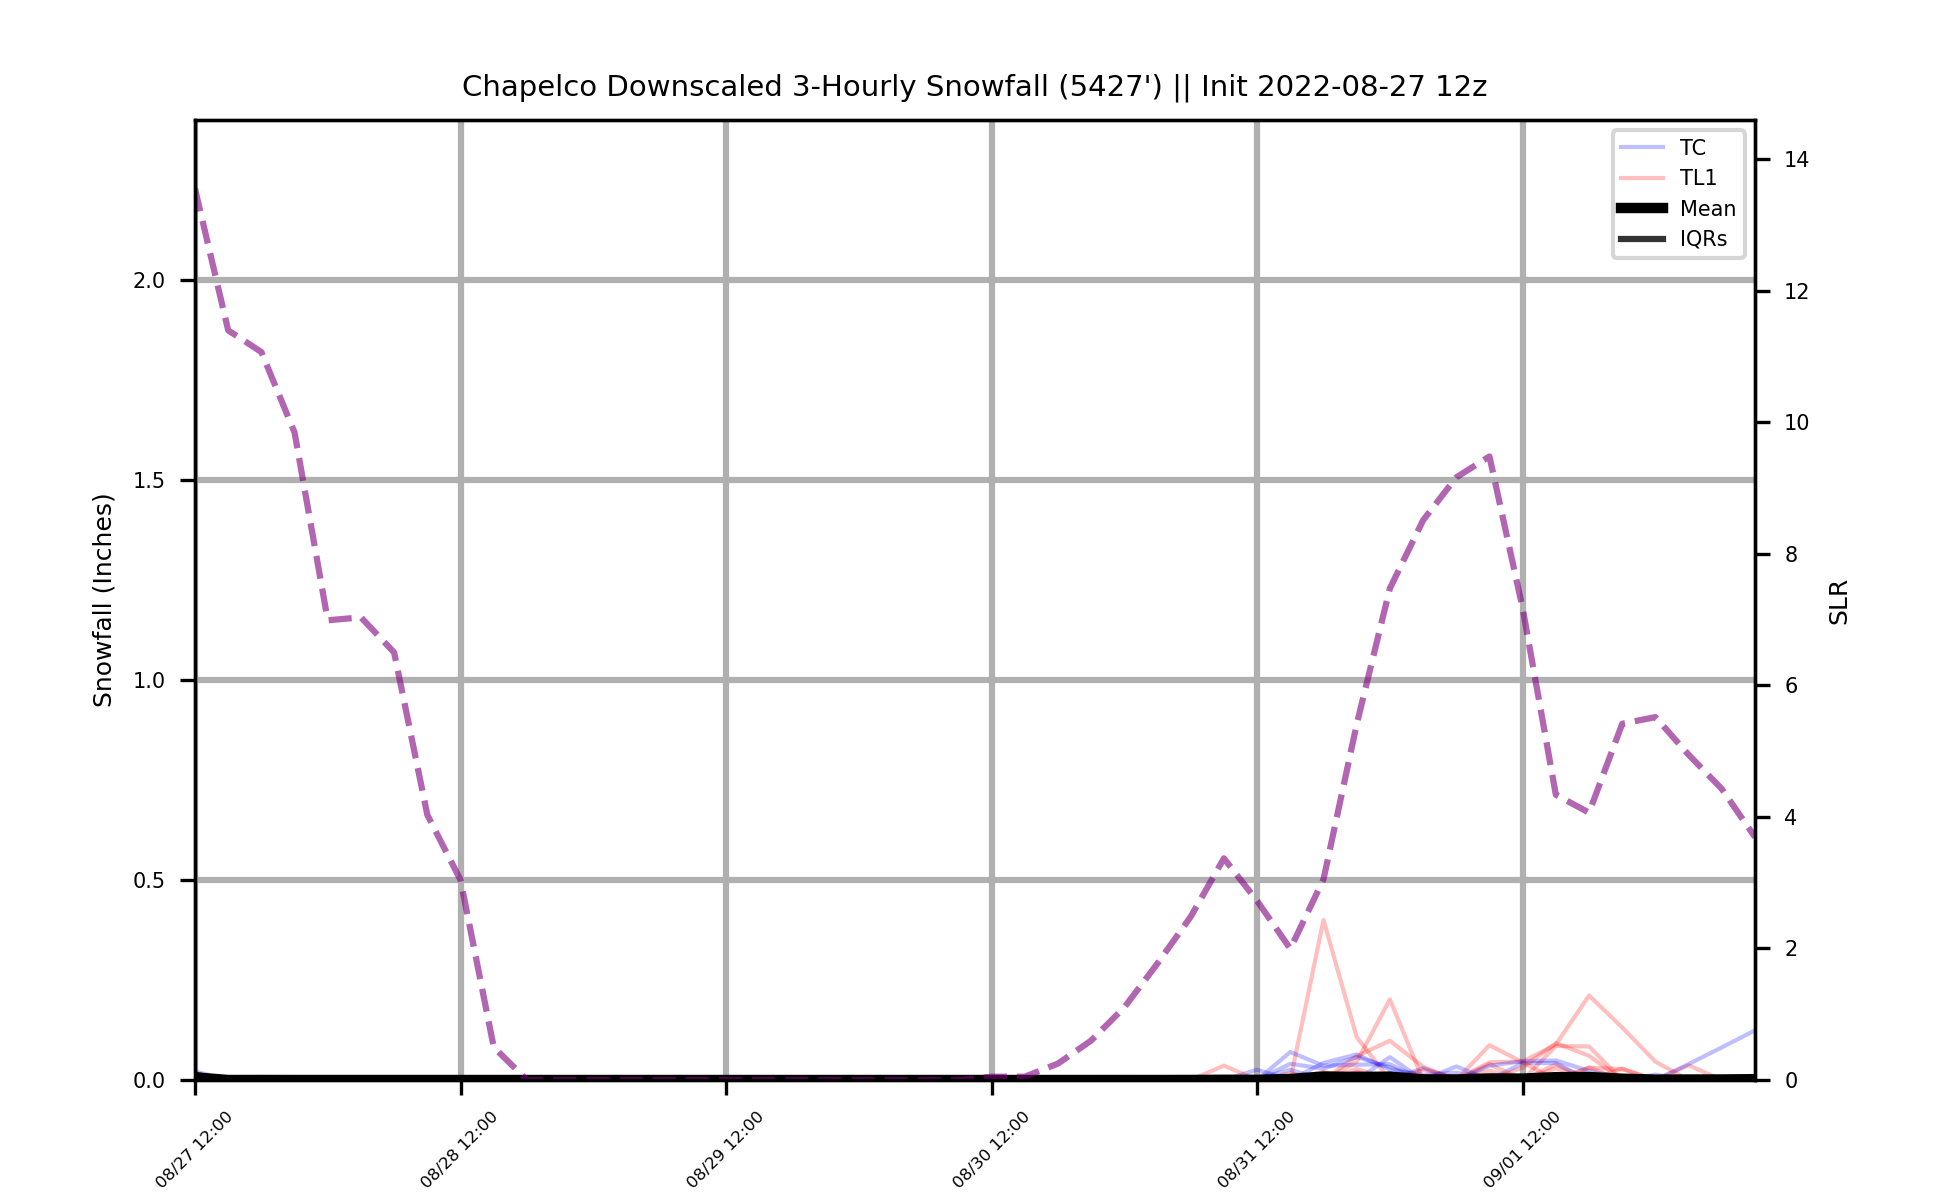 Chapelco Downscaled 3-Hourly Snowfall (5427') || Init 2022-08-27 12z
TC
TL1
Mean
IQRs
Snowfall (Inches)
2.0
1.5
1.0
0.5
0.0
14
12
10
8
6
4
2
0
SLR
08/27 12:00
08/28 12:00
08/29 12:00
08/30 12:00
08/31 12:00
09/01 12:00